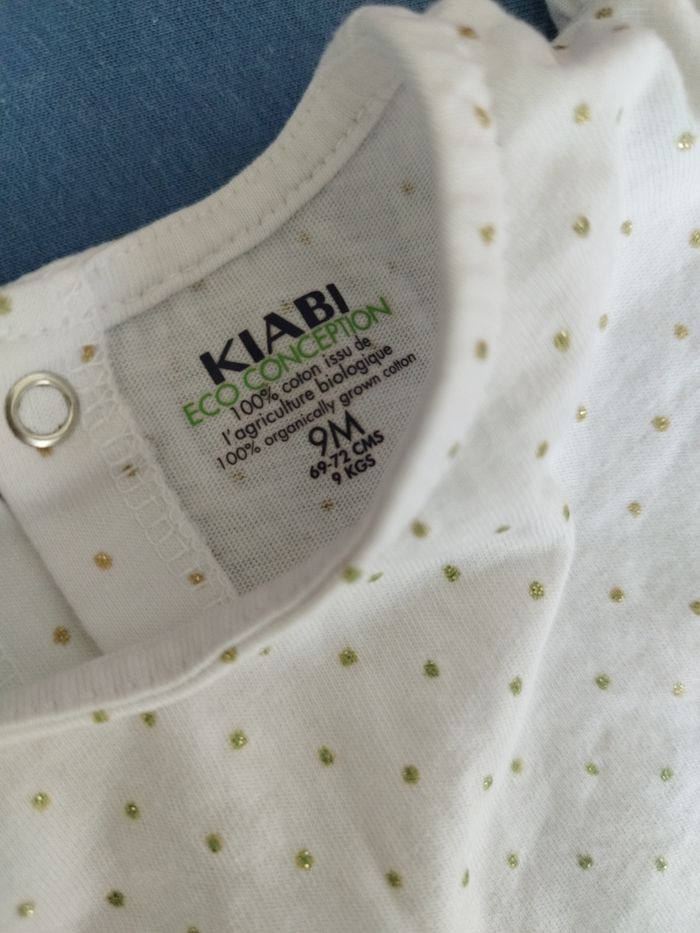 KIABI
ECO CONCEPTION
100% coton issu de
l'agriculture biologique
100% organically grown cotton
9M
69-72 CMS
9 KGS